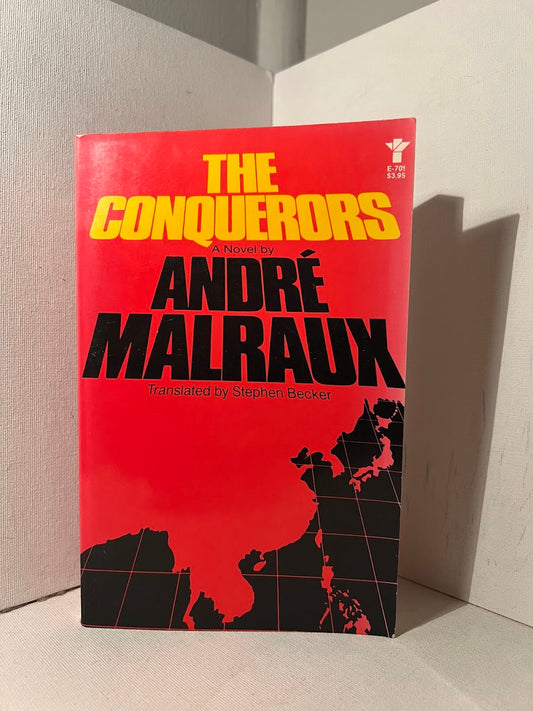 E-701
$3.95
THE
CONQUERORS
A Novel by
ANDRÉ
MALRAUX
Translated by Stephen Becker